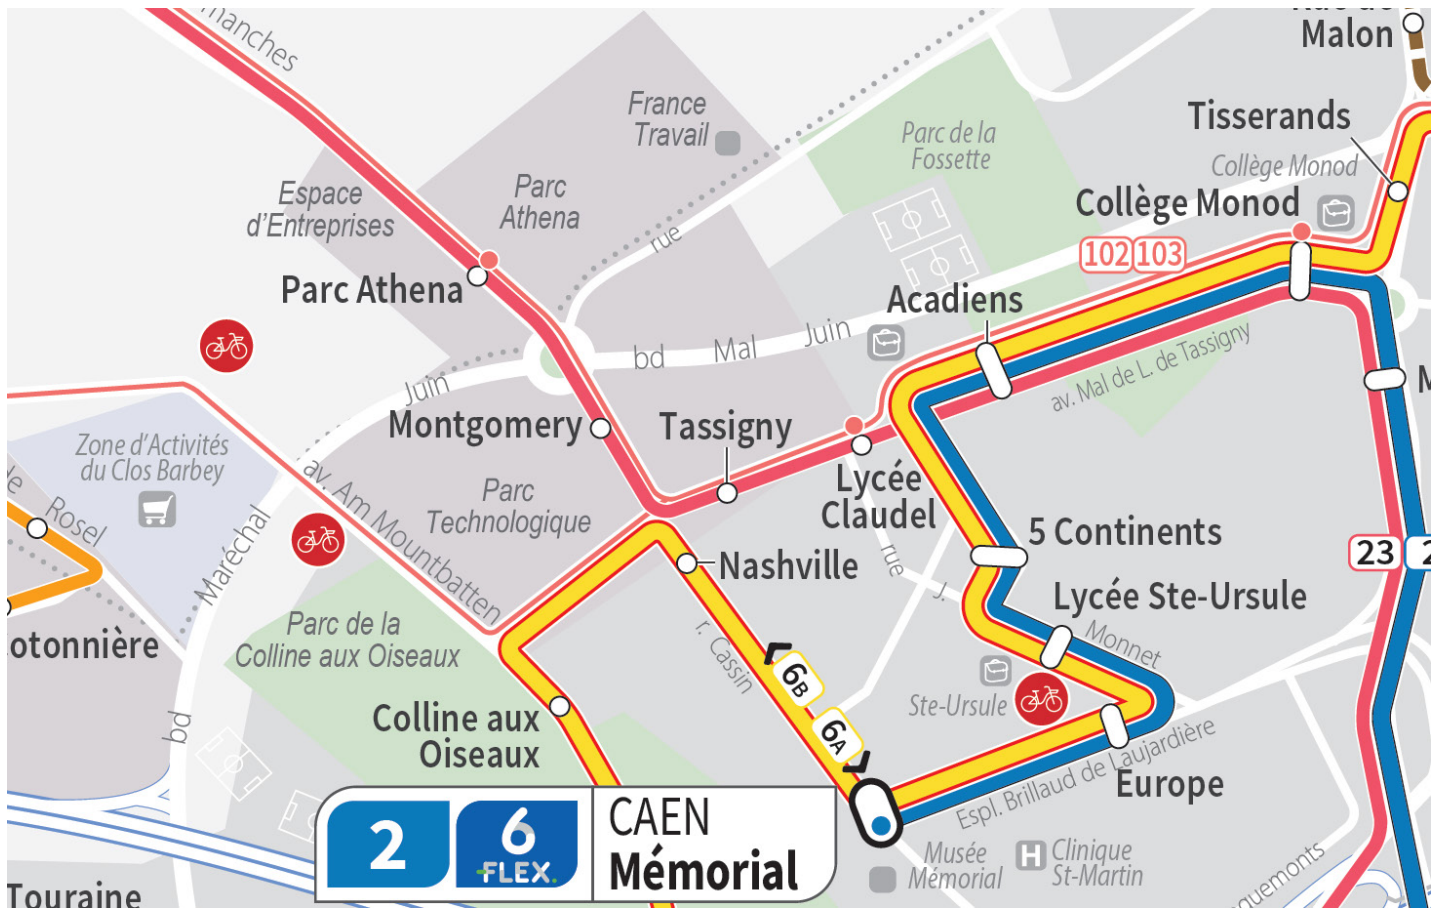 manches
Malon
France
Travail
Parc de la
Fossette
Tisserands
Collège Monod
Espace
d’Entreprises
Parc
Athena
Collège Monod
rue
102
103
Parc Athena
Acadiens
bd
Mal
Juin
Juin
av. Mal de L. de Tassigny
Montgomery
Tassigny
Zone d’Activités
du Clos Barbey
av. Am Mountbatten
Parc
Technologique
Lycée
Claudel
Rosel
Maréchal
Nashville
rue
J.
5 Continents
23
2
Lycée Ste-Ursule
Monnet
otonnière
Parc de la
Colline aux Oiseaux
r. Cassin
6B
6A
Ste-Ursule
bd
Colline aux
Oiseaux
Europe
Espl. Brillaud de Laujardière
2
6
FLEX.
CAEN
Mémorial
Musée
Mémorial
H
Clinique
St-Martin
quemonts
Touraine